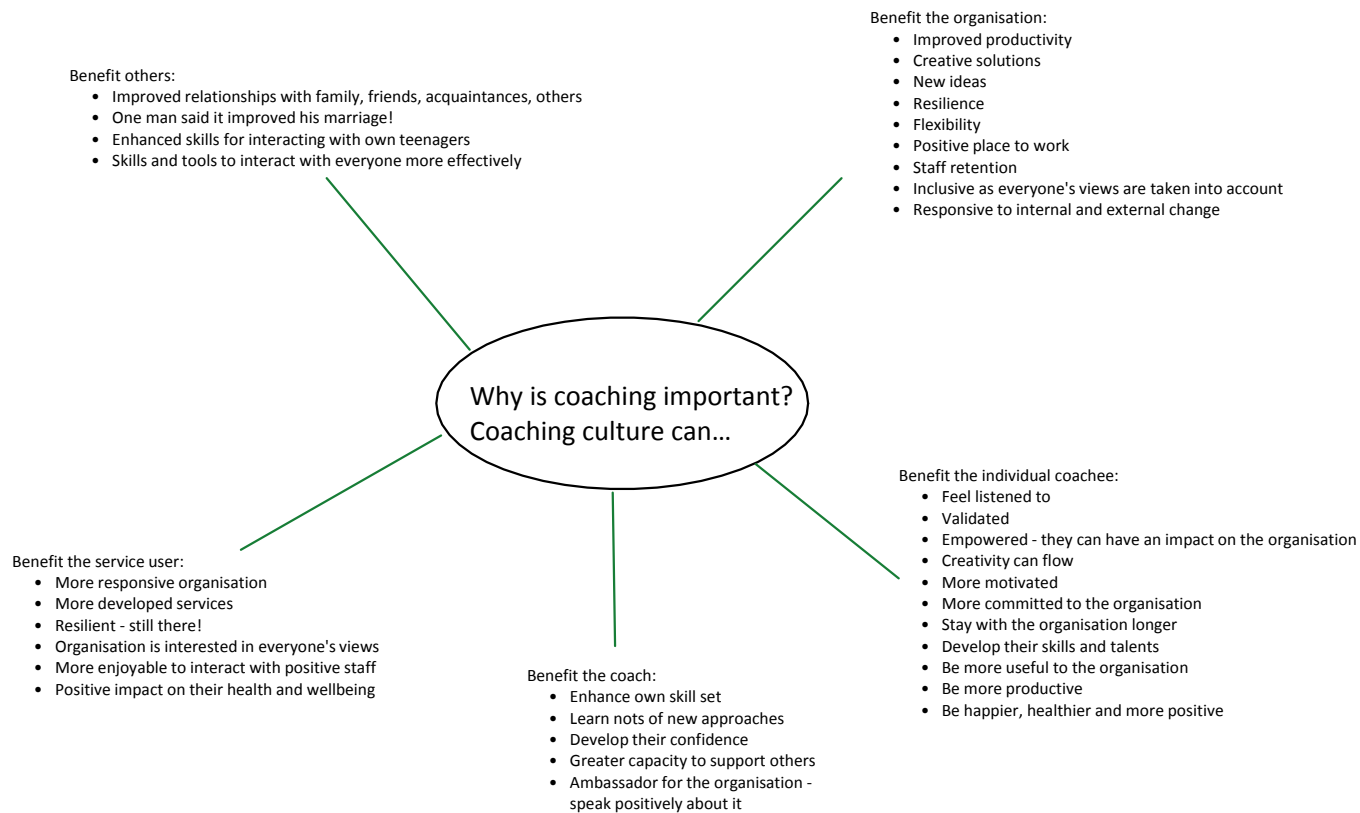 Benefit the organisation:
• Improved productivity
• Creative solutions
• New ideas
• Resilience
• Flexibility
• Positive place to work
• Staff retention
• Inclusive as everyone's views are taken into account
• Responsive to internal and external change
Benefit others:
• Improved relationships with family, friends, acquaintances, others
• One man said it improved his marriage!
• Enhanced skills for interacting with own teenagers
• Skills and tools to interact with everyone more effectively
Why is coaching important?
Coaching culture can...
Benefit the individual coachee:
• Feel listened to
• Validated
• Empowered - they can have an impact on the organisation
• Creativity can flow
• More motivated
• More committed to the organisation
• Stay with the organisation longer
• Develop their skills and talents
• Be more useful to the organisation
• Be more productive
• Be happier, healthier and more positive
Benefit the service user:
• More responsive organisation
• More developed services
• Resilient - still there!
• Organisation is interested in everyone's views
• More enjoyable to interact with positive staff
• Positive impact on their health and wellbeing
Benefit the coach:
• Enhance own skill set
• Learn nots of new approaches
• Develop their confidence
• Greater capacity to support others
• Ambassador for the organisation -
speak positively about it